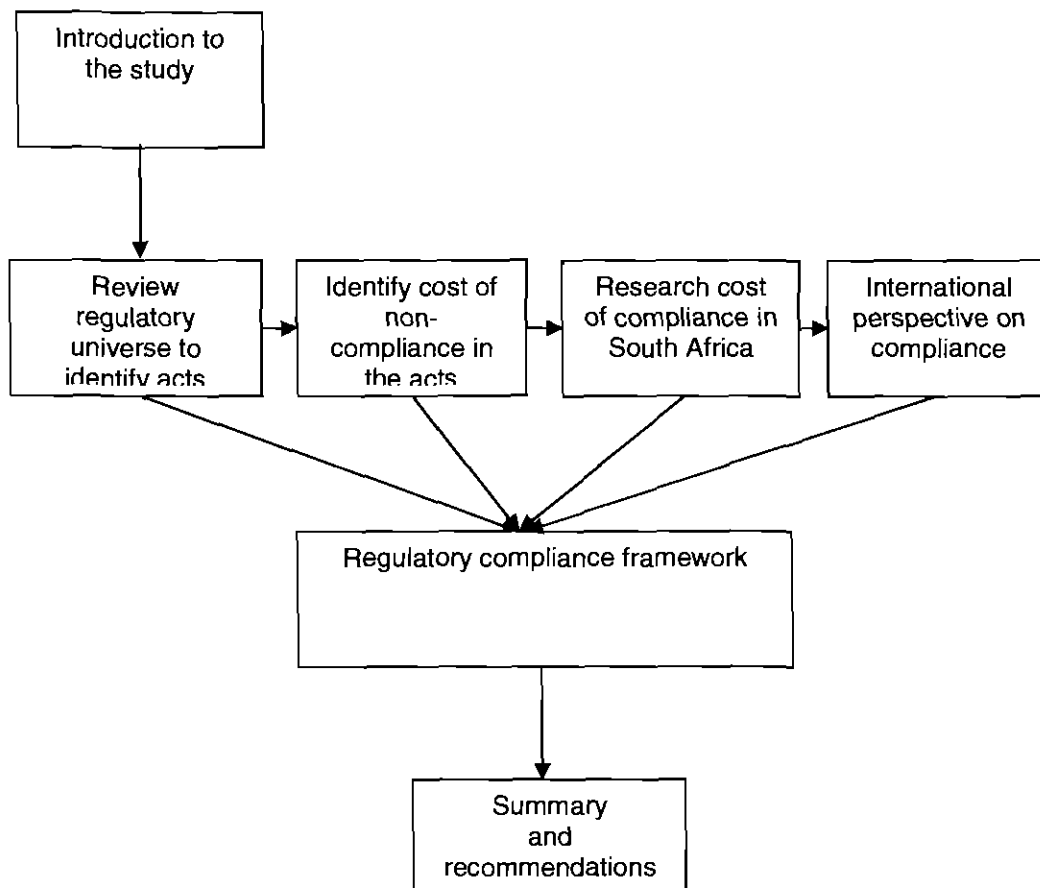 Introduction to
the study
Review
regulatory
universe to
identify acts
Identify cost of
non-
compliance in
the acts
Research cost
of compliance in
South Africa
International
perspective on
compliance
Regulatory compliance framework
Summary
and
recommendations